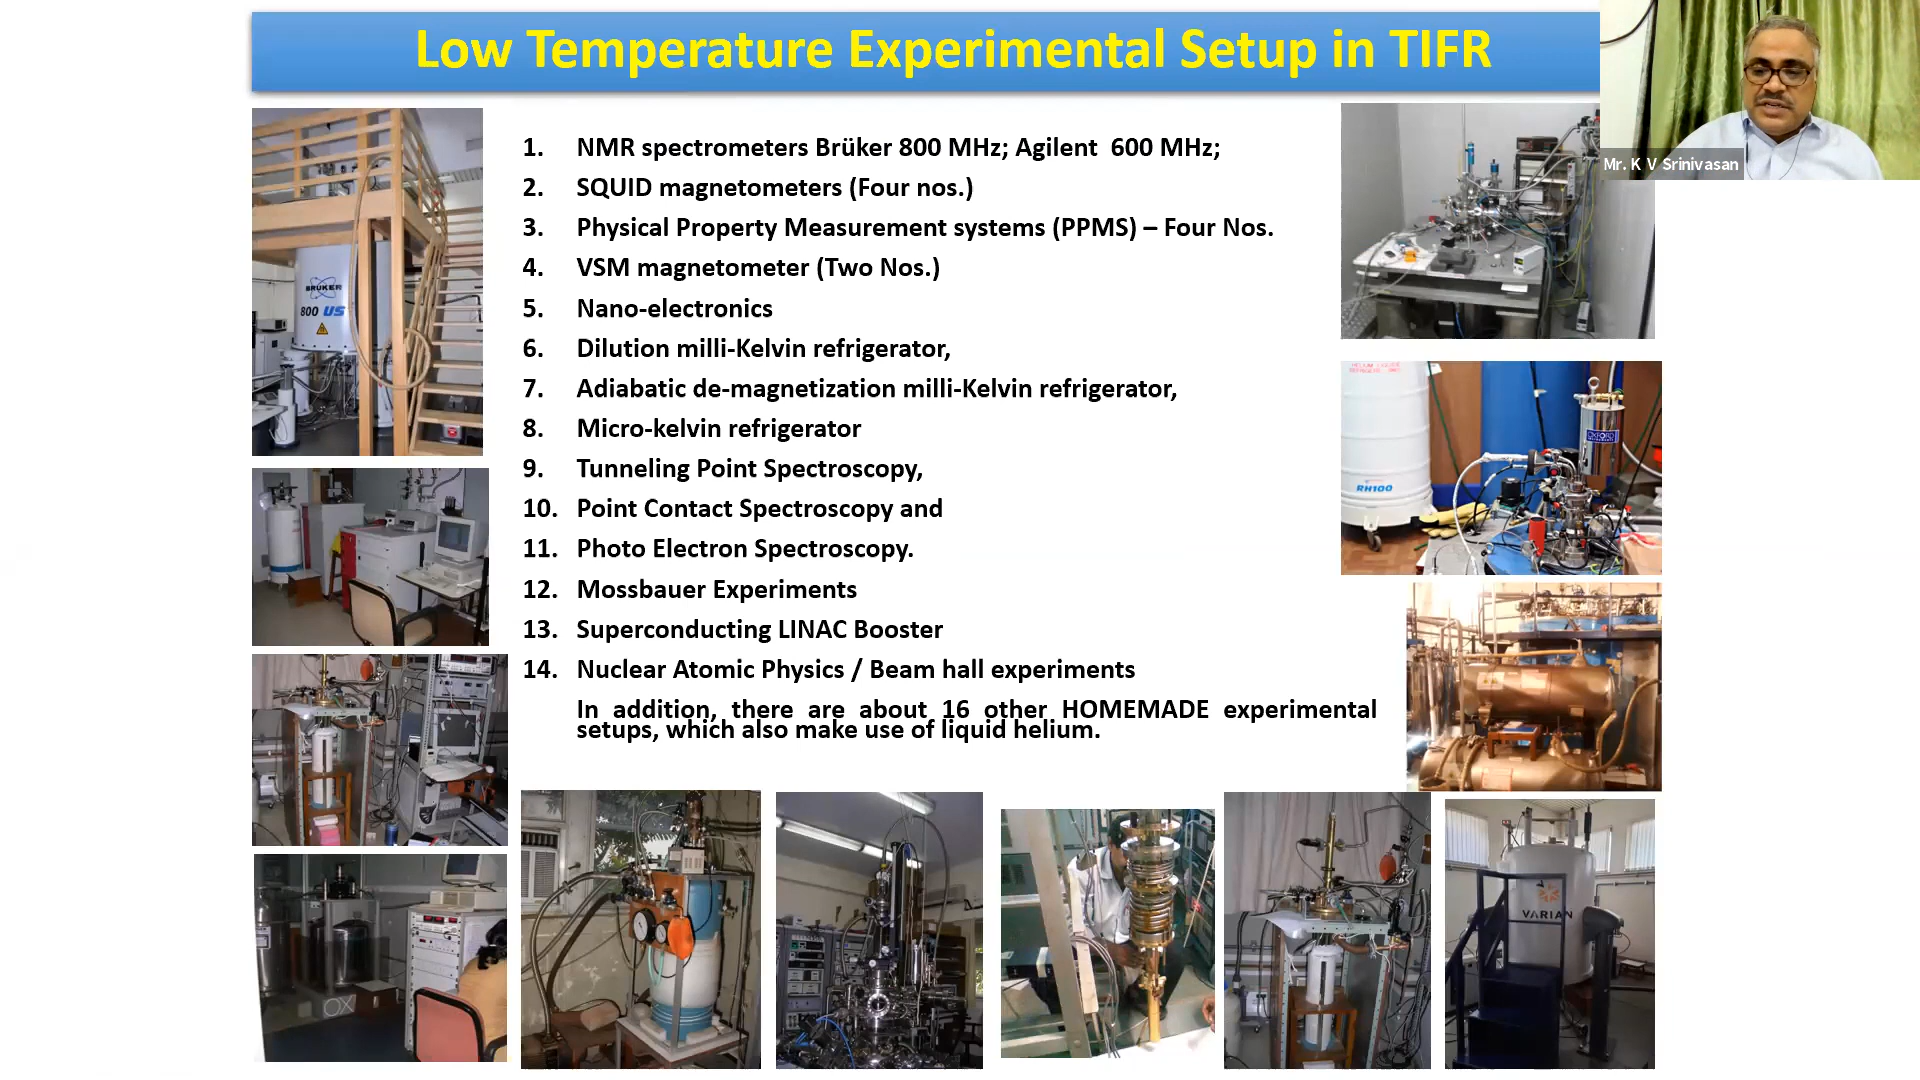 Low Temperature Experimental Setup in TIFR
Mr. K V Srinivasan
1. NMR spectrometers Brüker 800 MHz; Agilent 600 MHz;
2. SQUID magnetometers (Four nos.)
3. Physical Property Measurement systems (PPMS) – Four Nos.
4. VSM magnetometer (Two Nos.)
5. Nano-electronics
6. Dilution milli-Kelvin refrigerator,
7. Adiabatic de-magnetization milli-Kelvin refrigerator,
8. Micro-kelvin refrigerator
9. Tunneling Point Spectroscopy,
10. Point Contact Spectroscopy and
11. Photo Electron Spectroscopy.
12. Mossbauer Experiments
13. Superconducting LINAC Booster
14. Nuclear Atomic Physics / Beam hall experiments
In addition, there are about 16 other HOMEMADE experimental
setups, which also make use of liquid helium.
BRUKER
800 US
OXFORD
RH100
OX
VARIAN